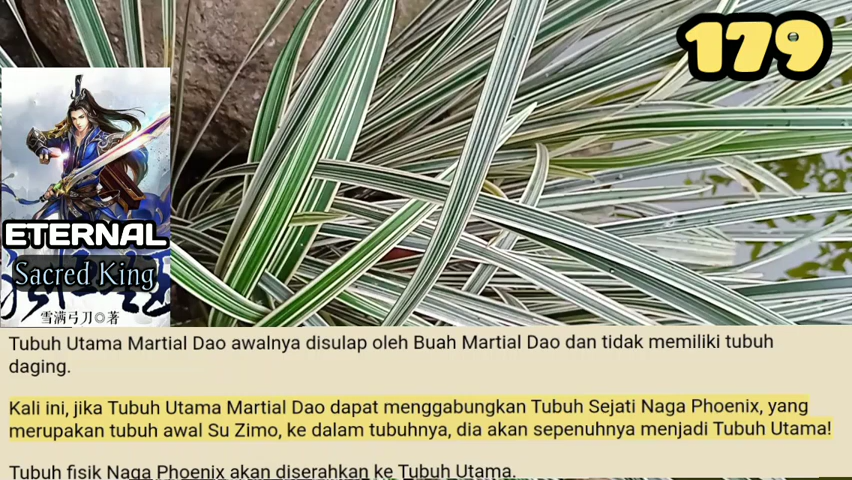 179
ETERNAL
Sacred King
雪满弓刀◎著
Tubuh Utama Martial Dao awalnya disulap oleh Buah Martial Dao dan tidak memiliki tubuh
daging.
Kali ini, jika Tubuh Utama Martial Dao dapat menggabungkan Tubuh Sejati Naga Phoenix, yang
merupakan tubuh awal Su Zimo, ke dalam tubuhnya, dia akan sepenuhnya menjadi Tubuh Utama!
Tubuh fisik Naga Phoenix akan diserahkan ke Tubuh Utama.